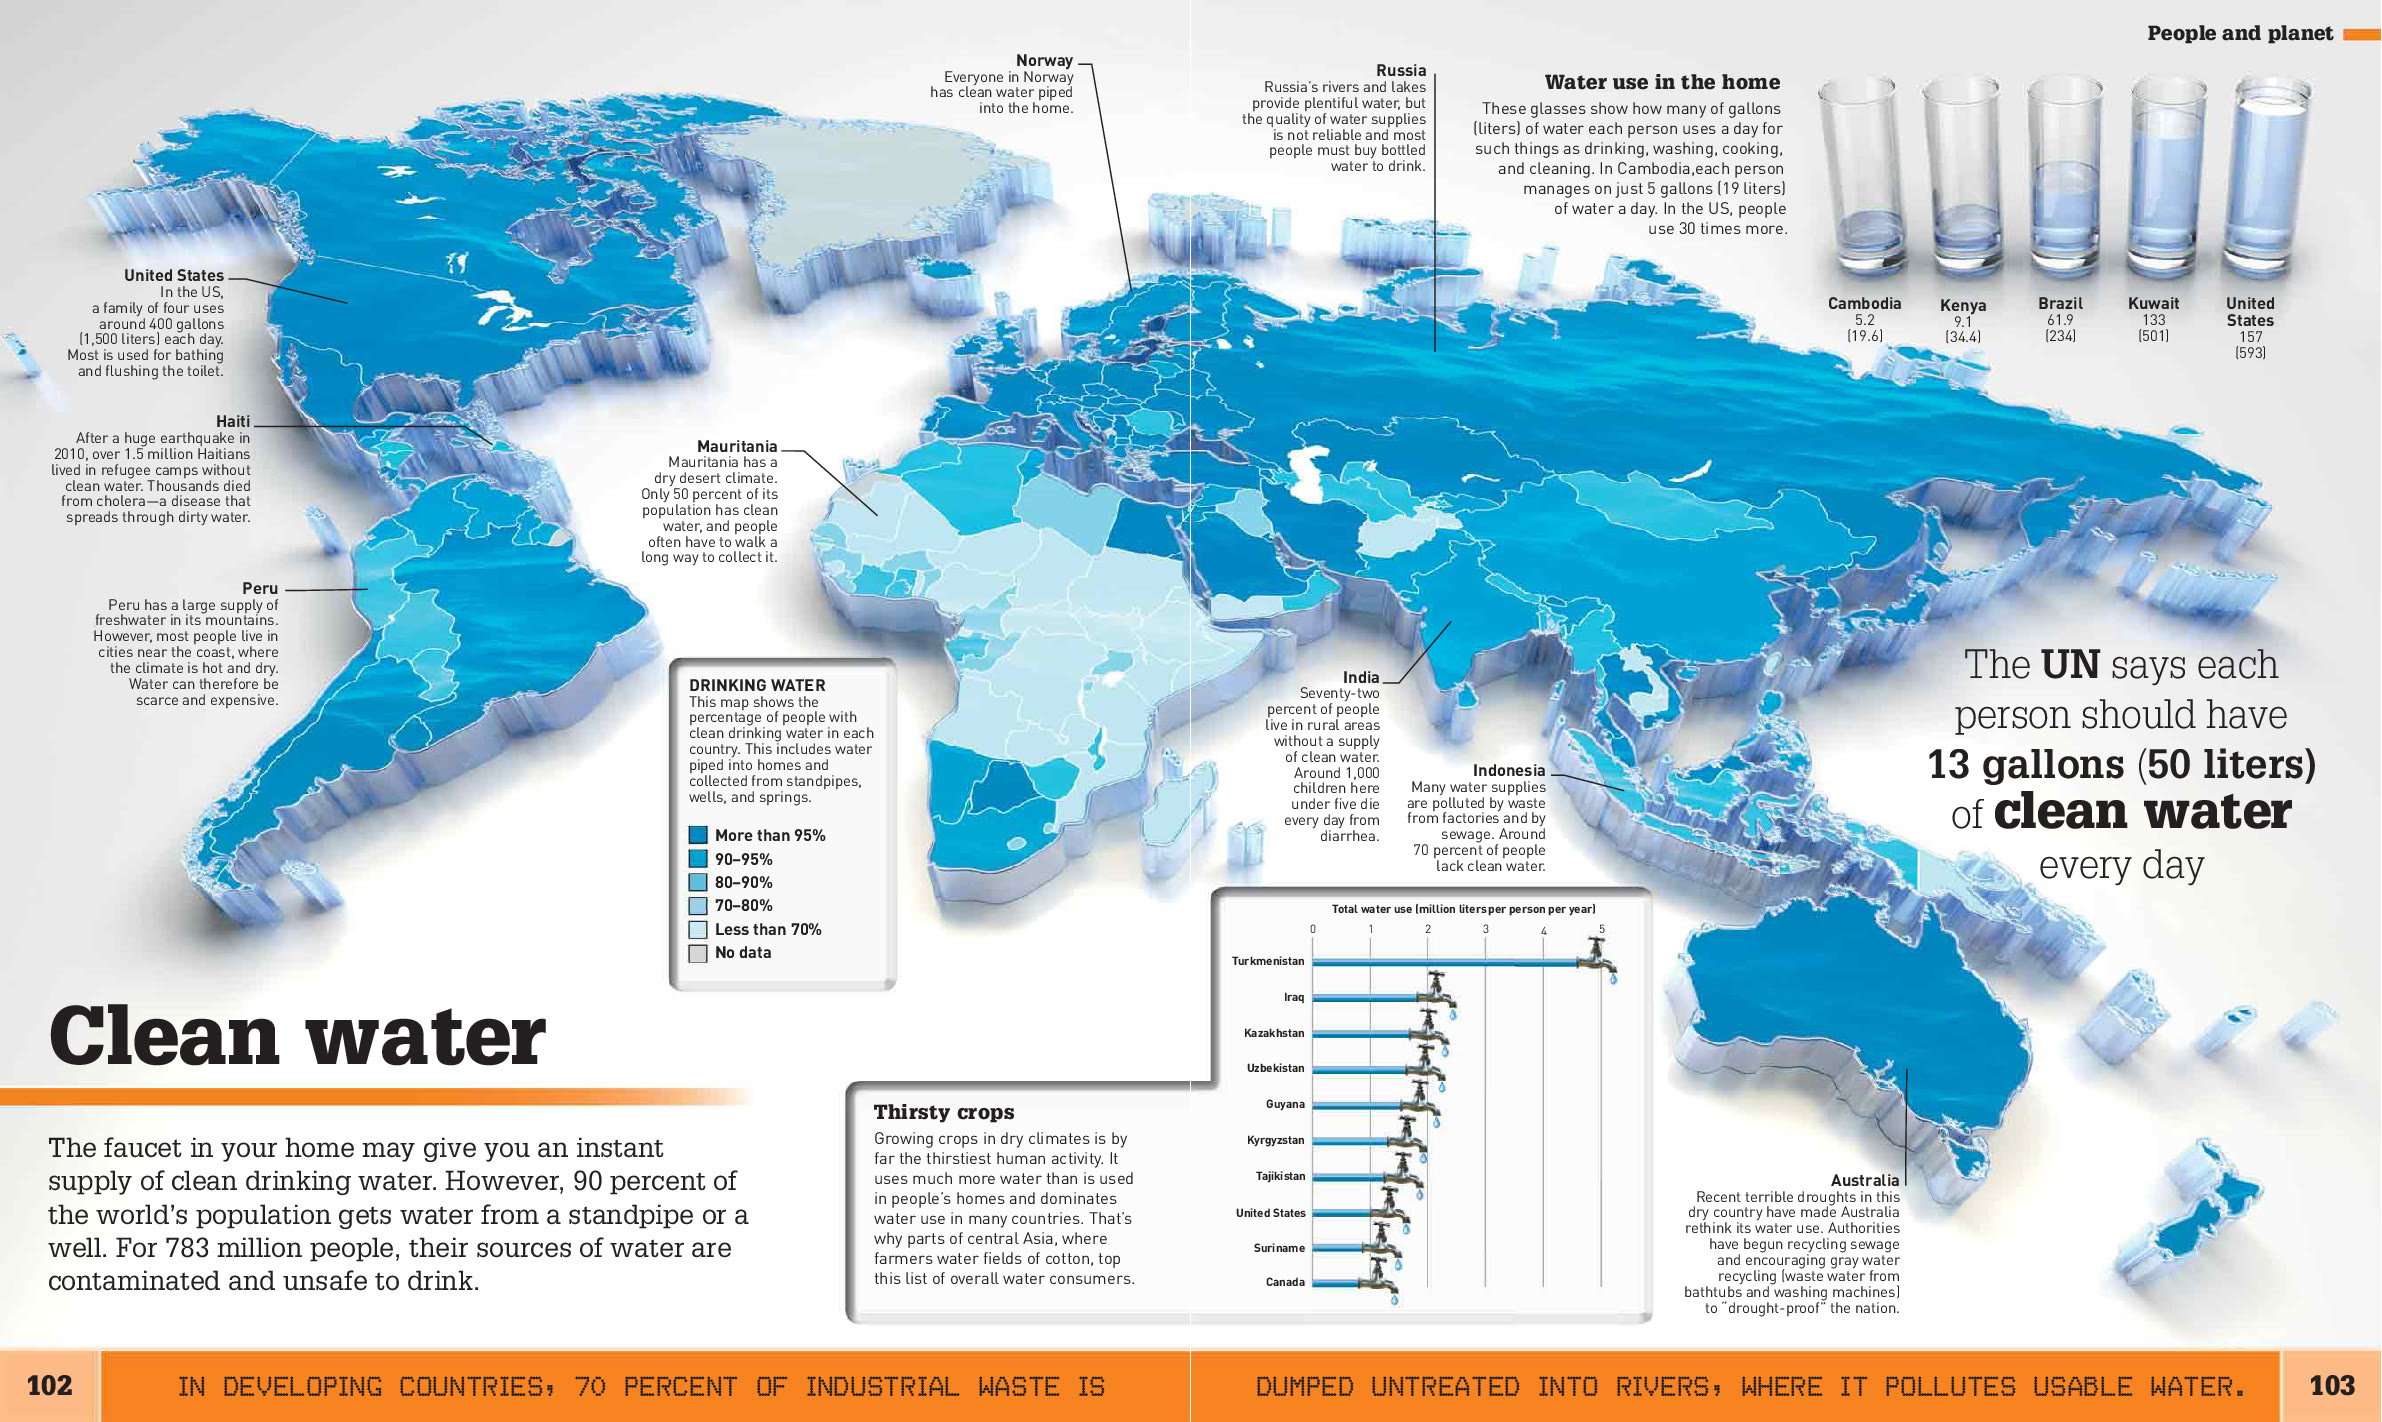 People and planet
Norway
Everyone in Norway
has clean water piped
into the home.
Russia
Russia's rivers and lakes
provide plentiful water, but
the quality of water supplies
is not reliable and most
people must buy bottled
water to drink.
Water use in the home
These glasses show how many of gallons
(liters) of water each person uses a day for
such things as drinking, washing, cooking,
and cleaning. In Cambodia,each person
manages on just 5 gallons (19 liters)
of water a day. In the US, people
use 30 times more.
Cambodia
5.2
(19.6)
Kenya
9.1
(34.4)
Brazil
61.9
(234)
Kuwait
133
(501)
United
States
157
(593)
United States
In the US,
a family of four uses
around 400 gallons
(1,500 liters) each day.
Most is used for bathing
and flushing the toilet.
Haiti
After a huge earthquake in
2010, over 1.5 million Haitians
lived in refugee camps without
clean water. Thousands died
from cholera—a disease that
spreads through dirty water.
Peru
Peru has a large supply of
freshwater in its mountains.
However, most people live in
cities near the coast, where
the climate is hot and dry.
Water can therefore be
scarce and expensive.
Mauritania
Mauritania has a
dry desert climate.
Only 50 percent of its
population has clean
water, and people
often have to walk a
long way to collect it.
DRINKING WATER
This map shows the
percentage of people with
clean drinking water in each
country. This includes water
piped into homes and
collected from standpipes,
wells, and springs.
More than 95%
90–95%
80–90%
70–80%
Less than 70%
No data
India
Seventy-two
percent of people
live in rural areas
without a supply
of clean water.
Around 1,000
children here
under five die
every day from
diarrhea.
Indonesia
Many water supplies
are polluted by waste
from factories and by
sewage. Around
70 percent of people
lack clean water.
The UN says each
person should have
13 gallons (50 liters)
of clean water
every day
Clean water
The faucet in your home may give you an instant
supply of clean drinking water. However, 90 percent of
the world's population gets water from a standpipe or a
well. For 783 million people, their sources of water are
contaminated and unsafe to drink.
Thirsty crops
Growing crops in dry climates is by
far the thirstiest human activity. It
uses much more water than is used
in people's homes and dominates
water use in many countries. That's
why parts of central Asia, where
farmers water fields of cotton, top
this list of overall water consumers.
Total water use (million liters per person per year)
0 1 2 3 4 5
Turkmenistan
Iraq
Kazakhstan
Uzbekistan
Guyana
Kyrgyzstan
Tajikistan
United States
Suriname
Canada
Australia
Recent terrible droughts in this
dry country have made Australia
rethink its water use. Authorities
have begun recycling sewage
and encouraging gray water
recycling (waste water from
bathtubs and washing machines)
to "drought-proof" the nation.
102
IN DEVELOPING COUNTRIES, 70 PERCENT OF INDUSTRIAL WASTE IS
DUMPED UNTREATED INTO RIVERS, WHERE IT POLLUTES USABLE WATER.
103